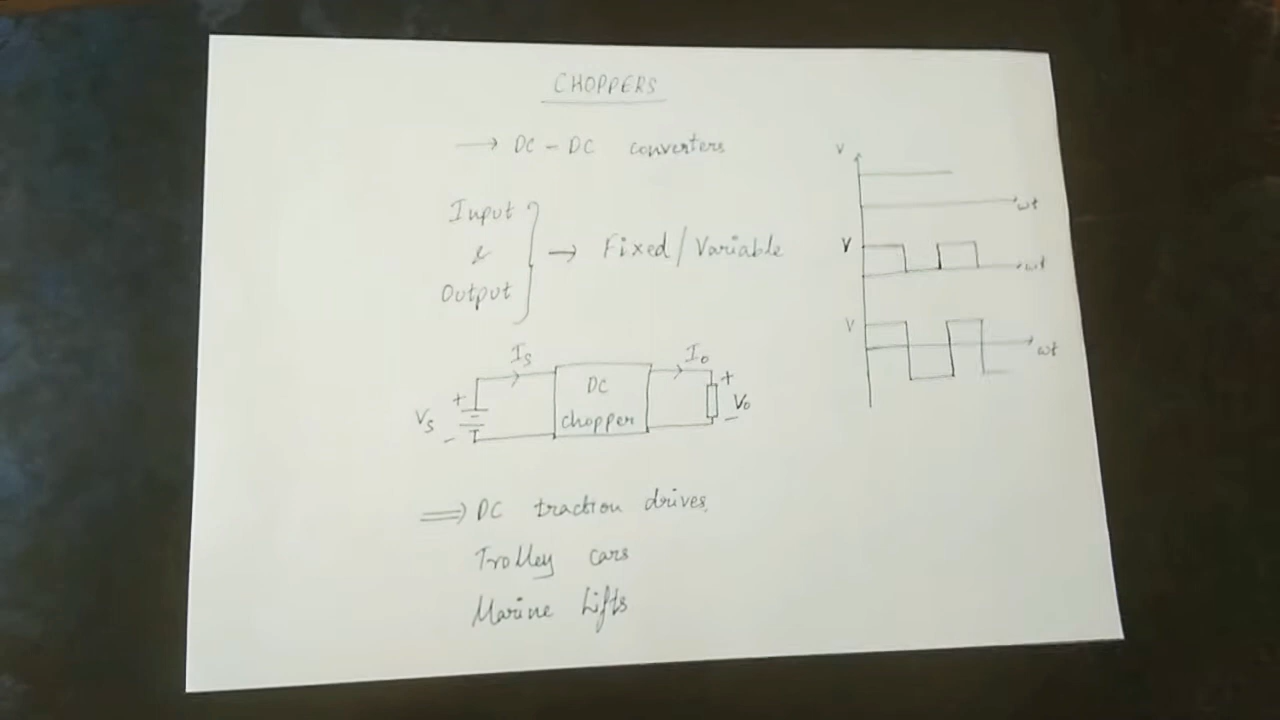 CHOPPERS
→ DC - DC converters
Input
&
Output
→ Fixed/Variable
V
ωt
V
ωt
V
ωt
Is
Io
+
Vs
-
DC
chopper
+
Vo
-
⇒ DC traction drives
Trolley cars
Marine Lifts